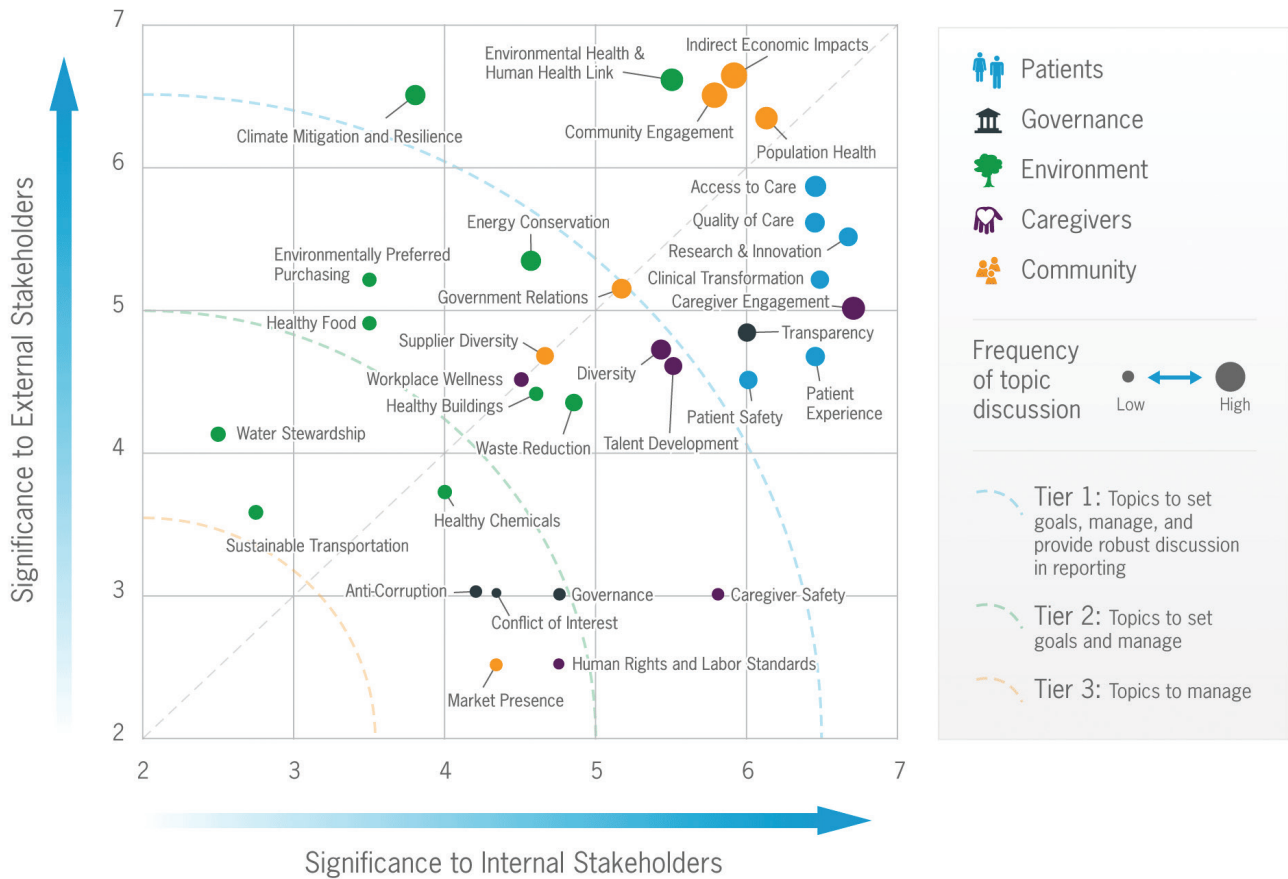 Significance to External Stakeholders
7
6
5
4
3
2
2
3
4
5
6
7
Significance to Internal Stakeholders
Indirect Economic Impacts
Environmental Health &
Human Health Link
Climate Mitigation and Resilience
Community Engagement
Population Health
Access to Care
Quality of Care
Research & Innovation
Energy Conservation
Environmentally Preferred
Purchasing
Clinical Transformation
Government Relations
Caregiver Engagement
Healthy Food
Supplier Diversity
Transparency
Workplace Wellness
Diversity
Healthy Buildings
Patient
Experience
Patient Safety
Waste Reduction
Talent Development
Water Stewardship
Healthy Chemicals
Sustainable Transportation
Anti-Corruption
Governance
Caregiver Safety
Conflict of Interest
Human Rights and Labor Standards
Market Presence
Patients
Governance
Environment
Caregivers
Community
Frequency
of topic
discussion
Low
High
Tier 1: Topics to set
goals, manage, and
provide robust discussion
in reporting
Tier 2: Topics to set
goals and manage
Tier 3: Topics to manage